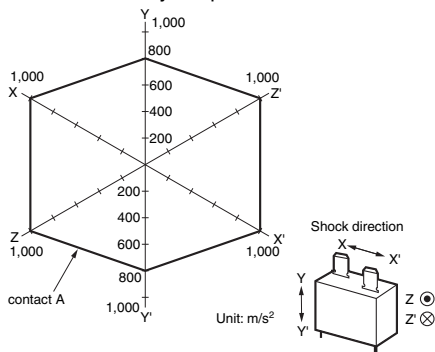 Y
1,000
800
1,000
X
1,000
Z'
600
400
200
200
400
600
Z
1,000
X'
1,000
800
contact A
1,000
Y'
Unit: m/s²
Shock direction
X
X'
Y
Y'
Z
Z'